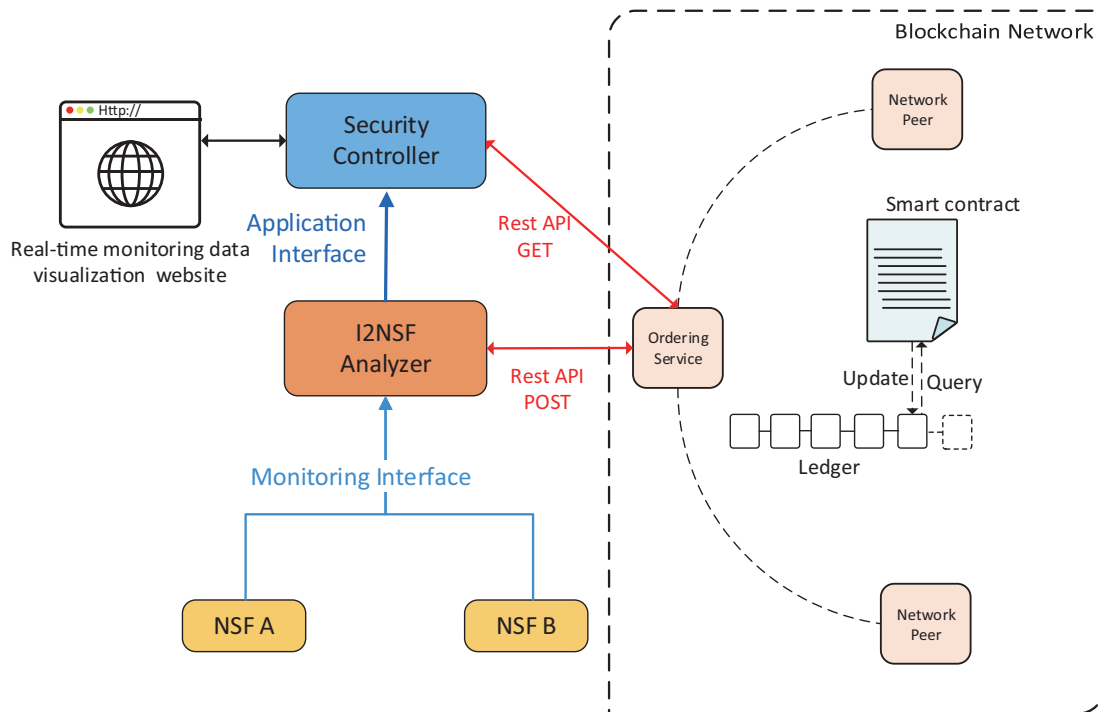 Blockchain Network
Http://
Security
Controller
Network
Peer
Real-time monitoring data
visualization website
Application
Interface
Rest API
GET
Smart contract
I2NSF
Analyzer
Rest API
POST
Ordering
Service
Update
Query
Ledger
Monitoring Interface
NSF A
NSF B
Network
Peer